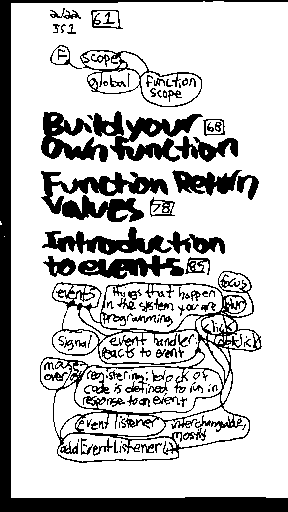 2/22 61
351
F scope
global function
scope
Build your 68
Own function
Function Return
Values 78
Introduction
to events 85
events things that happen
in the system you are
programming
focus
blur
click
dblclick
signal event handler
reacts to event
mouse
over
registering: block of
code is defined to run in
response to an event
event listener interchangeable,
mostly
addEventListener()